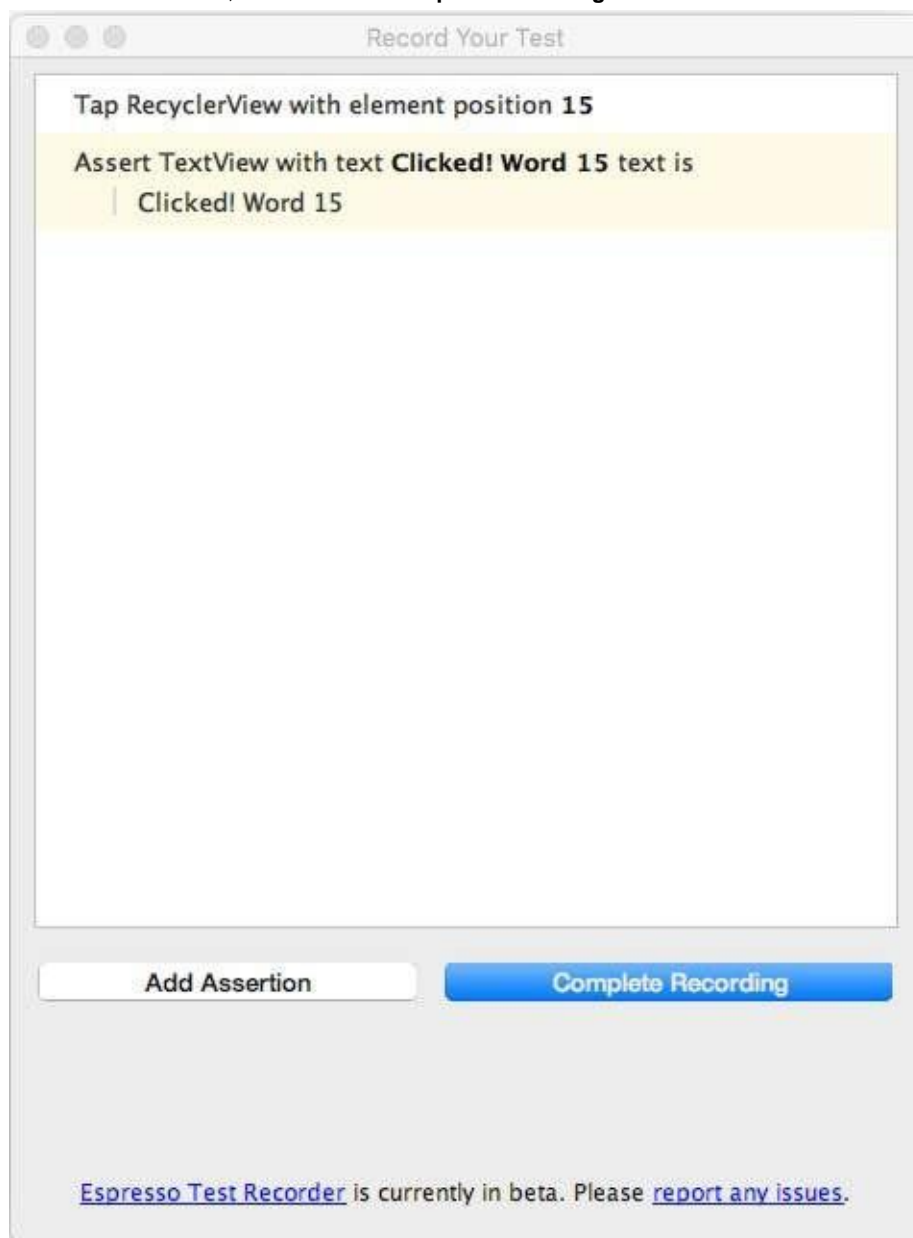 Record Your Test
Tap RecyclerView with element position 15
Assert TextView with text Clicked! Word 15 text is
Clicked! Word 15
Add Assertion
Complete Recording
Espresso Test Recorder is currently in beta. Please report any issues.